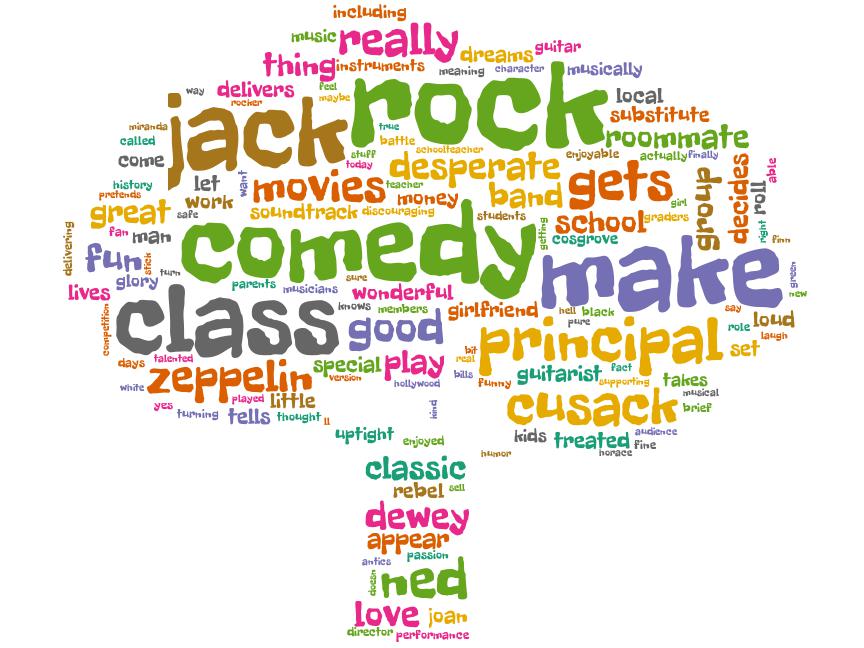 including
music really dreams guitar
thing instruments meaning character musically
way delivers feel rock local
rocker maybe substitute
jack true roommate
miranda battle
called schoolteacher
come stuff desperate enjoyable actually finally
today
history let want movies teacher gets group decides able
pretends work money band girl roll
great safe soundtrack discouraging students school graders
delivering fan man comedy getting cosgrove right finn
fun stick make green
glory turn sure
lives parents musicians wonderful new
competition class knows members girlfriend hell black say loud
good pure role laugh
principal
days talented special play bit real set
zeppelin version bills guitarist fact
white hollywood funny supporting takes
yes played little cusack musical
turning tells thought ll kind brief
uptight enjoyed kids treated audience
fine
humor horace
classic
rebel sell
dewey
appear
antics passion
doesn ned
love joan
director performance